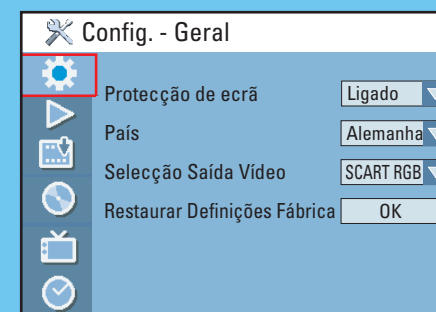 Config. - Geral
Protecção de ecrã Ligado
País Alemanha
Selecção Saída Vídeo SCART RGB
Restaurar Definições Fábrica OK